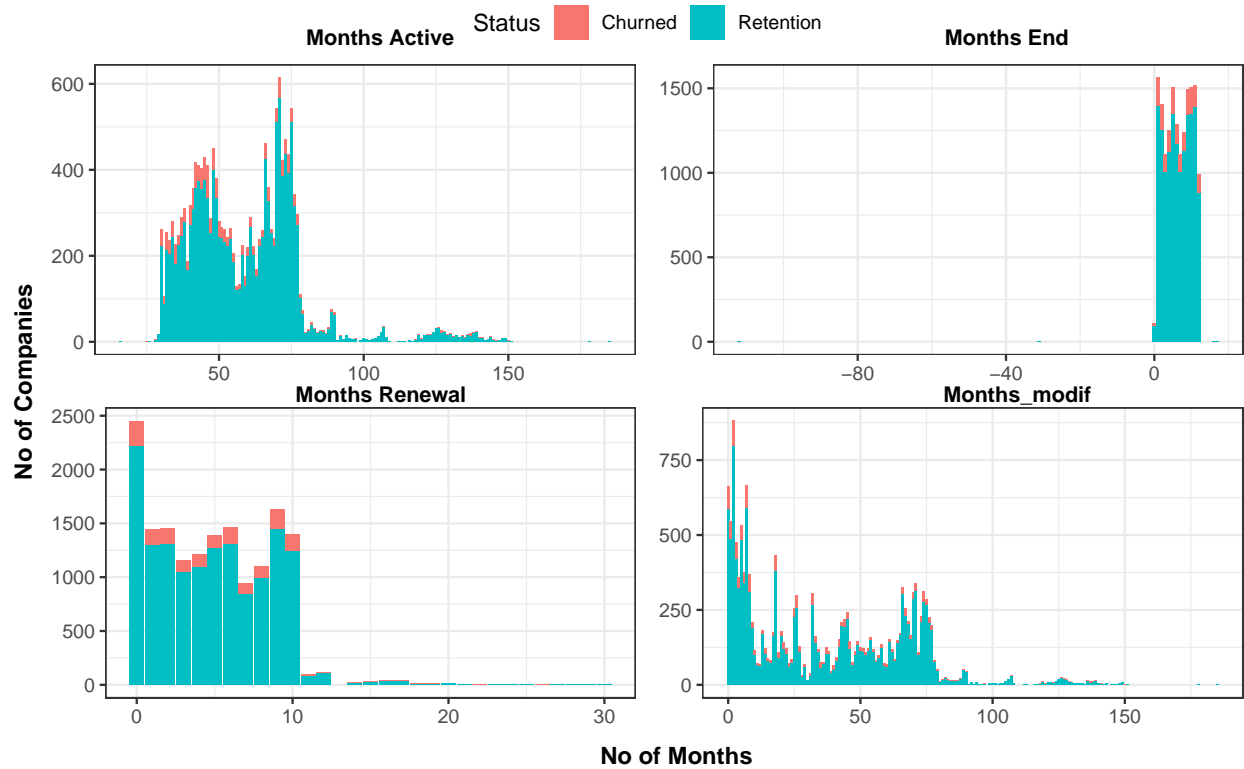 Status Churned Retention
Months Active
Months End
600
400
200
0
50 100 150
1500
1000
500
0
−80 −40 0
Months Renewal
Months_modif
2500
2000
1500
1000
500
0
0 10 20 30
750
500
250
0
0 50 100 150
No of Companies
No of Months